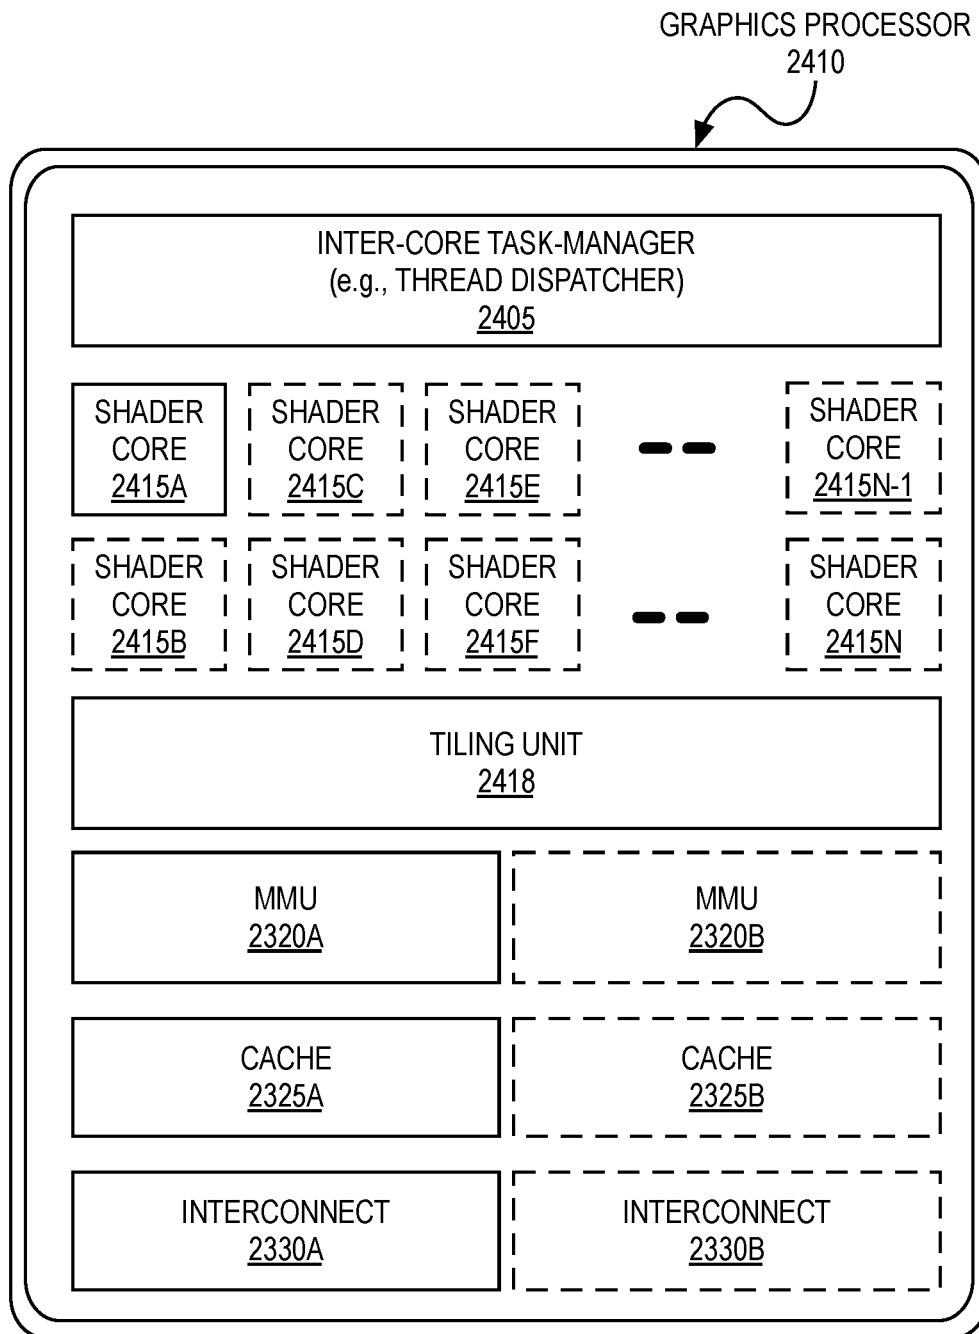 GRAPHICS PROCESSOR
2410
INTER-CORE TASK-MANAGER
(e.g., THREAD DISPATCHER)
2405
SHADER
CORE
2415A
SHADER
CORE
2415C
SHADER
CORE
2415E
SHADER
CORE
2415N-1
SHADER
CORE
2415B
SHADER
CORE
2415D
SHADER
CORE
2415F
SHADER
CORE
2415N
TILING UNIT
2418
MMU
2320A
MMU
2320B
CACHE
2325A
CACHE
2325B
INTERCONNECT
2330A
INTERCONNECT
2330B